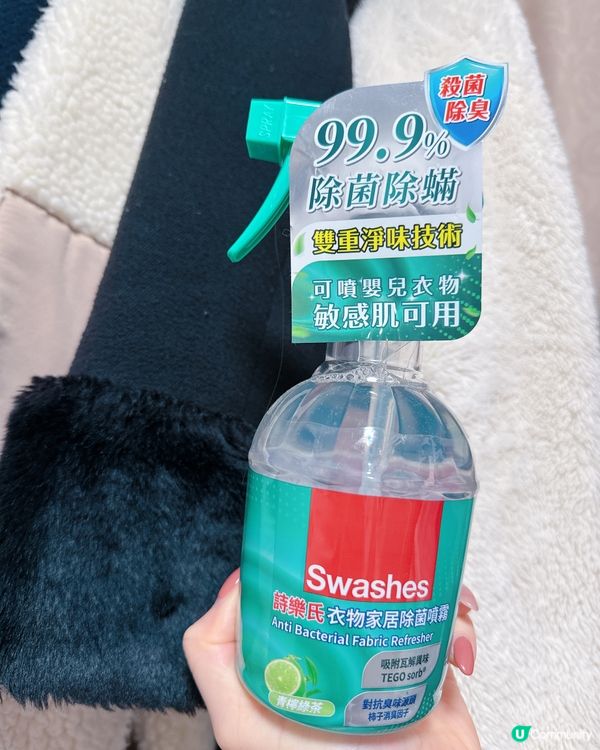 SPRAY
殺菌
除臭
99.9%
除菌除蟎
雙重淨味技術
可噴嬰兒衣物
敏感肌可用
Swashes
詩樂氏 衣物家居除菌噴霧
Anti Bacterial Fabric Refresher
吸附瓦解異味
TEGO sorb®
青檸綠茶
對抗臭味源頭
柿子消臭因子
U Community